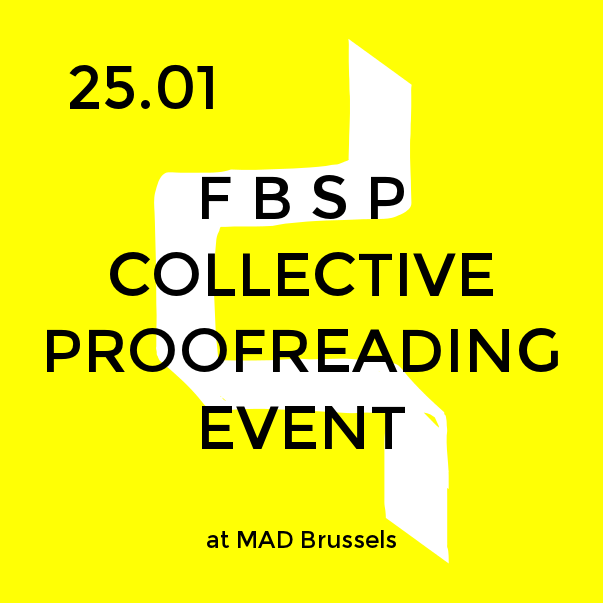 25.01
F B S P
COLLECTIVE
PROOFREADING
EVENT
at MAD Brussels